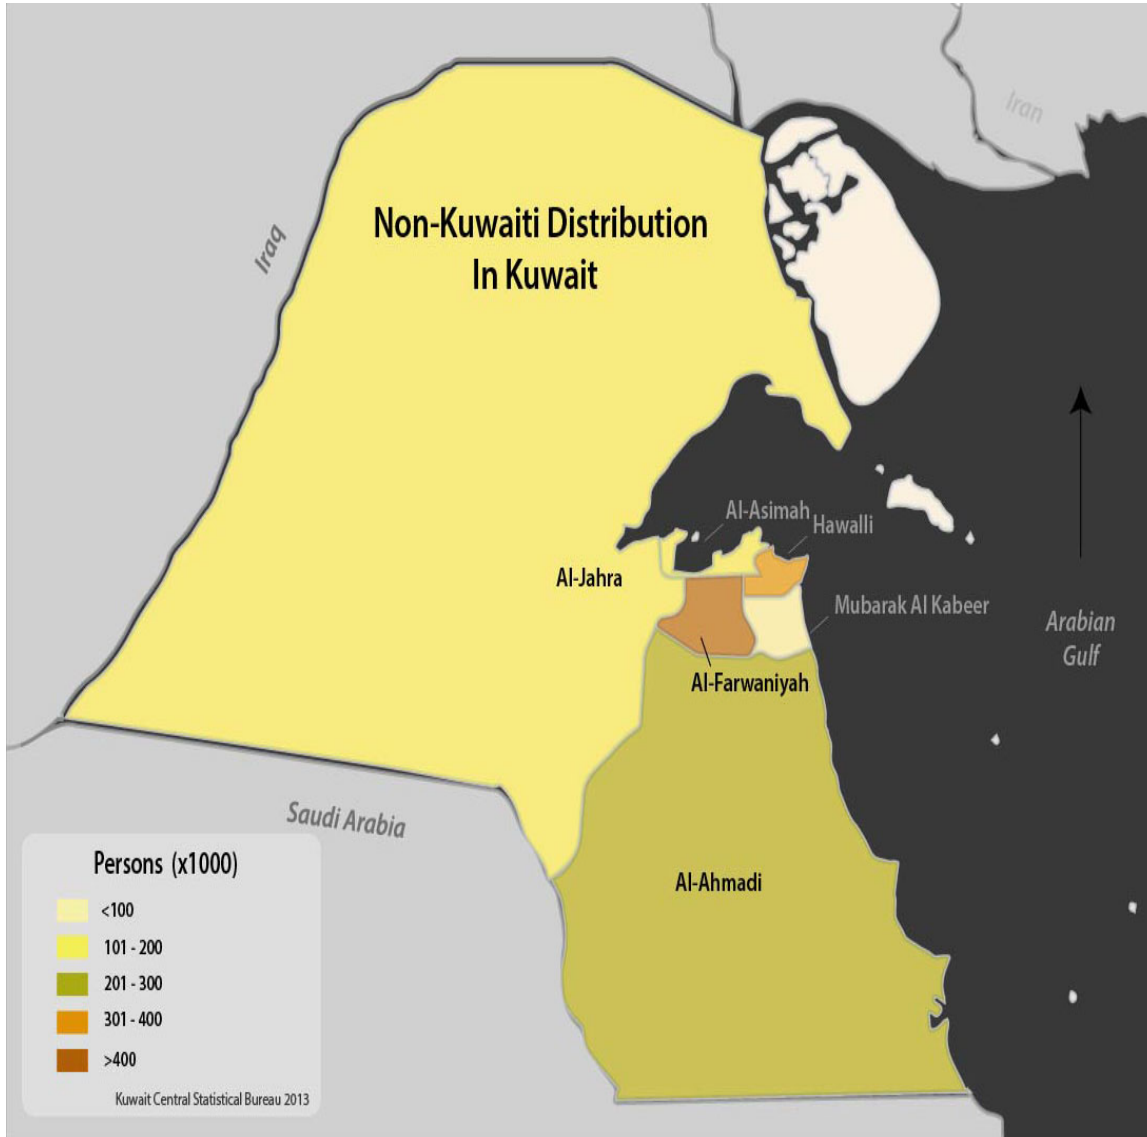 Iran
Non-Kuwaiti Distribution
In Kuwait
Iraq
Al-Asimah
Hawalli
Al-Jahra
Mubarak Al Kabeer
Arabian
Gulf
Al-Farwaniyah
Saudi Arabia
Al-Ahmadi
Persons (x1000)
<100
101 - 200
201 - 300
301 - 400
>400
Kuwait Central Statistical Bureau 2013